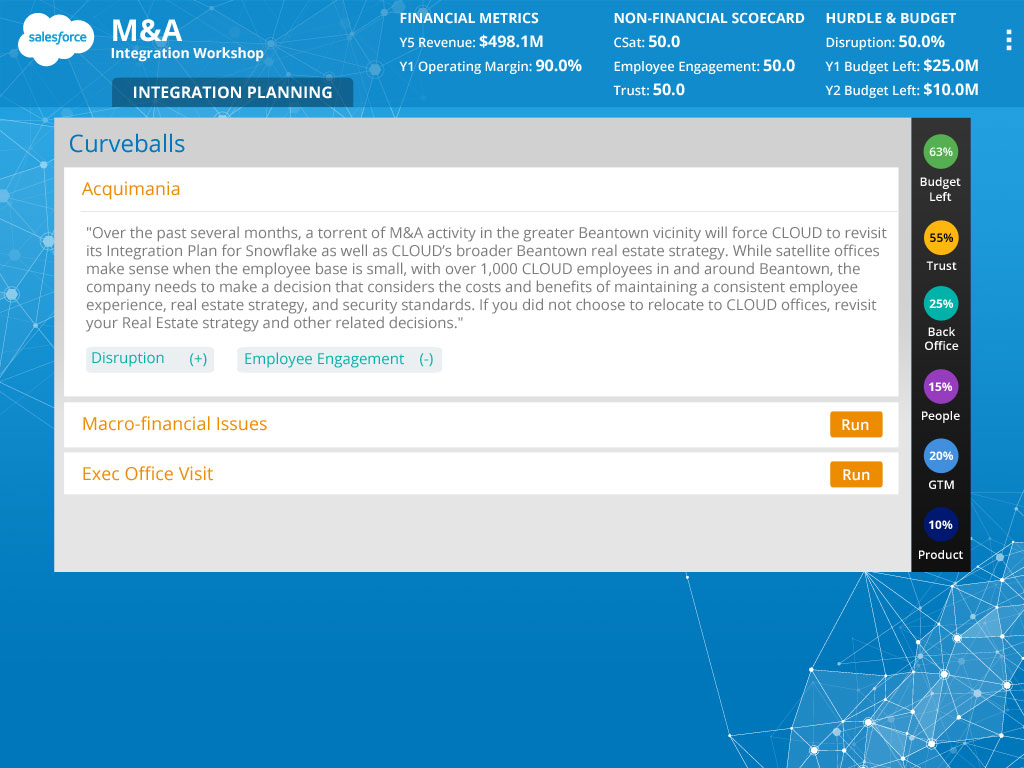 salesforce
M&A
Integration Workshop
INTEGRATION PLANNING
FINANCIAL METRICS
Y5 Revenue: $498.1M
Y1 Operating Margin: 90.0%
NON-FINANCIAL SCOECARD
CSat: 50.0
Employee Engagement: 50.0
Trust: 50.0
HURDLE & BUDGET
Disruption: 50.0%
Y1 Budget Left: $25.0M
Y2 Budget Left: $10.0M
Curveballs
Acquimania
"Over the past several months, a torrent of M&A activity in the greater Beantown vicinity will force CLOUD to revisit
its Integration Plan for Snowflake as well as CLOUD's broader Beantown real estate strategy. While satellite offices
make sense when the employee base is small, with over 1,000 CLOUD employees in and around Beantown, the
company needs to make a decision that considers the costs and benefits of maintaining a consistent employee
experience, real estate strategy, and security standards. If you did not choose to relocate to CLOUD offices, revisit
your Real Estate strategy and other related decisions."
Disruption (+)
Employee Engagement (-)
Macro-financial Issues
Run
Exec Office Visit
Run
63%
Budget
Left
55%
Trust
25%
Back
Office
15%
People
20%
GTM
10%
Product